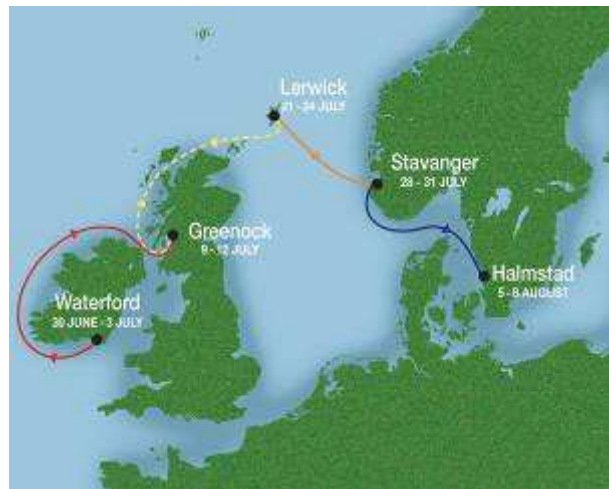 Lerwick
21 - 24 JULY
Stavanger
28 - 31 JULY
Greenock
9 - 12 JULY
Halmstad
5 - 8 AUGUST
Waterford
30 JUNE - 3 JULY